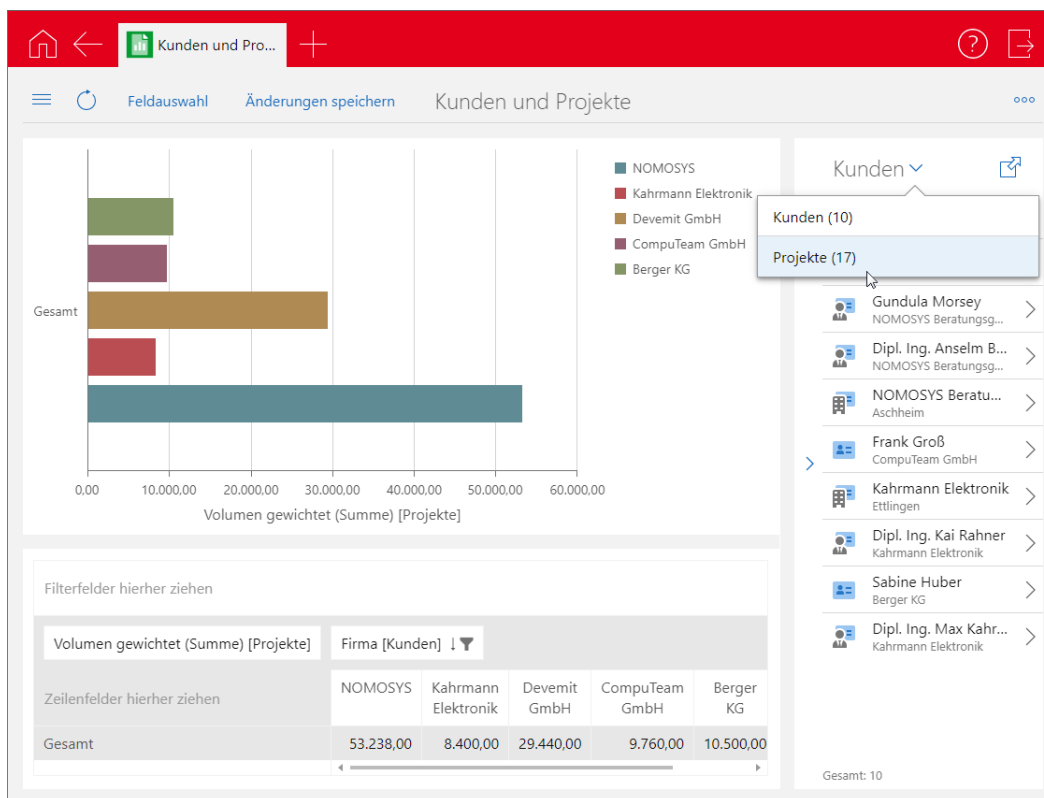 Kunden und Pro...
?
Feldauswahl Änderungen speichern Kunden und Projekte
NOMOSYS
Kahrmann Elektronik
Devemit GmbH
CompuTeam GmbH
Berger KG
Gesamt
0,00 10.000,00 20.000,00 30.000,00 40.000,00 50.000,00 60.000,00
Volumen gewichtet (Summe) [Projekte]
Filterfelder hierher ziehen
Volumen gewichtet (Summe) [Projekte] Firma [Kunden]
Zeilenfelder hierher ziehen
NOMOSYS Kahrmann Devemit CompuTeam Berger
Elektronik GmbH GmbH KG
Gesamt 53.238,00 8.400,00 29.440,00 9.760,00 10.500,00
Kunden
Kunden (10)
Projekte (17)
Gundula Morsey
NOMOSYS Beratungsg...
Dipl. Ing. Anselm B...
NOMOSYS Beratungsg...
NOMOSYS Beratu...
Aschheim
Frank Groß
CompuTeam GmbH
Kahrmann Elektronik
Ettlingen
Dipl. Ing. Kai Rahner
Kahrmann Elektronik
Sabine Huber
Berger KG
Dipl. Ing. Max Kahr...
Kahrmann Elektronik
Gesamt: 10